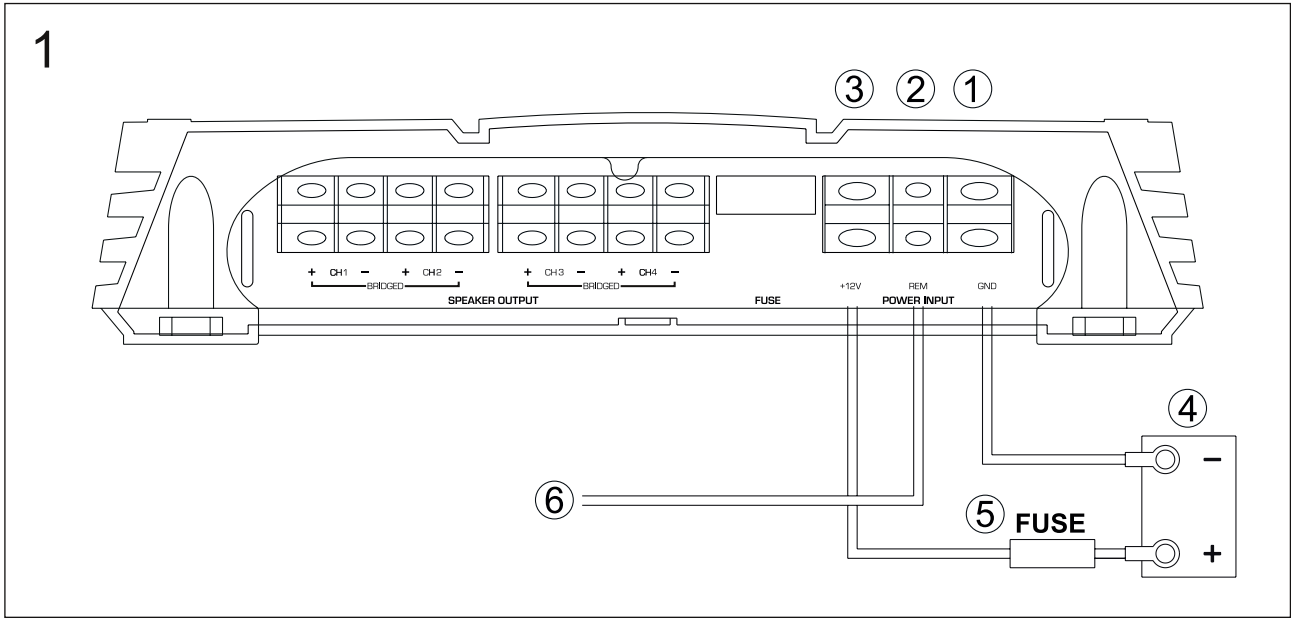 1
③ ② ①
+ CH1 - + CH2 -
BRIDGED
+ CH3 - + CH4 -
BRIDGED
SPEAKER OUTPUT
FUSE
+12V REM GND
POWER INPUT
④
-
⑥
⑤ FUSE
+